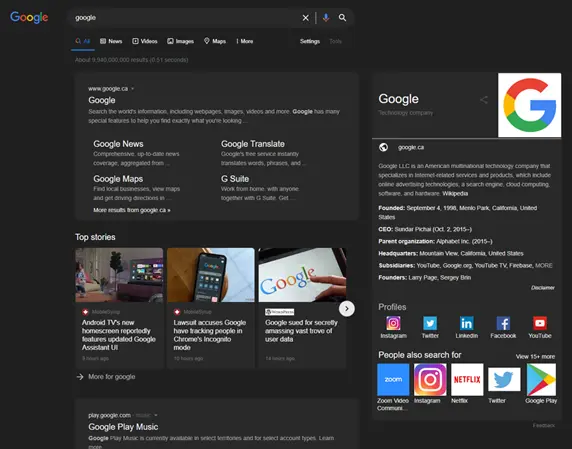 Google
google
All
News
Videos
Images
Maps
More
Settings
Tools
About 9,940,000,000 results (0.51 seconds)
www.google.ca
Google
Search the world's information, including webpages, images, videos and more. Google has many
special features to help you find exactly what you're looking ...
Google News
Comprehensive, up-to-date news
coverage, aggregated from ...
Google Translate
Google's free service instantly
translates words, phrases, and ...
Google Maps
Find local businesses, view maps
and get driving directions in ...
G Suite
Work from home. with anyone
together with G Suite. Get ...
More results from google.ca »
Top stories
MobileSyrup
Android TV's new
homescreen reportedly
features updated Google
Assistant UI
5 hours ago
MobileSyrup
Lawsuit accuses Google
have tracking people in
Chrome's Incognito
mode
Google
Google sued for secretly
amassing vast trove of
user data
14 hours ago
More for google
play.google.com › music
Google Play Music
Google Play Music is currently available in select territories and for select account types. Learn
more
Google
Technology company
G
google.ca
Google LLC is an American multinational technology company that
specializes in Internet-related services and products, which include
online advertising technologies, a search engine, cloud computing,
software, and hardware. Wikipedia
Founded: September 4, 1998, Menlo Park, California, United
States
CEO: Sundar Pichai (Oct. 2, 2015–)
Parent organization: Alphabet Inc. (2015–)
Headquarters: Mountain View, California, United States
Subsidiaries: YouTube, Google.org, YouTube TV, Firebase, MORE
Founders: Larry Page, Sergey Brin
Disclaimer
Profiles
Instagram
Twitter
LinkedIn
Facebook
YouTube
People also search for
View 15+ more
zoom
NETFLIX
Zoom Video
Communi...
Instagram
Netflix
Twitter
Google Play
Feedback